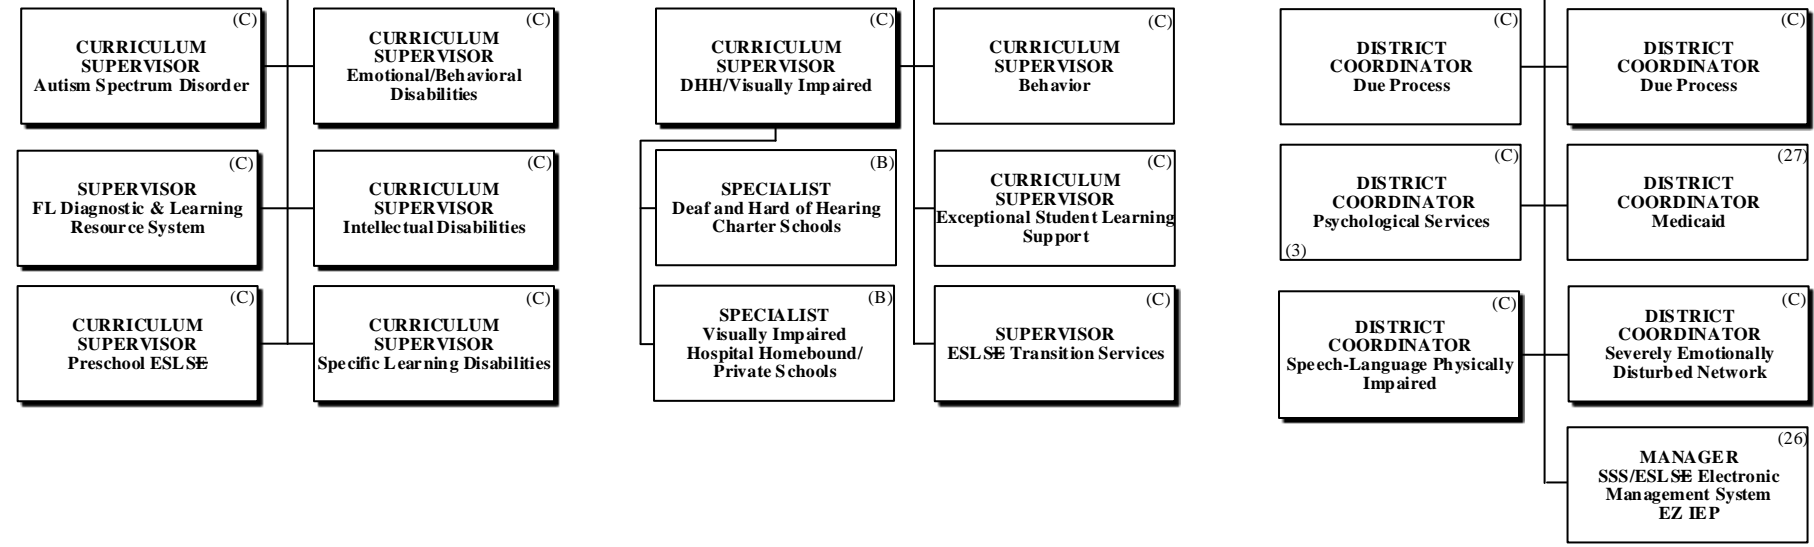 (C)
CURRICULUM
SUPERVISOR
Autism Spectrum Disorder
(C)
CURRICULUM
SUPERVISOR
Emotional/Behavioral
Disabilities
(C)
SUPERVISOR
FL Diagnostic & Learning
Resource System
(C)
CURRICULUM
SUPERVISOR
Intellectual Disabilities
(C)
CURRICULUM
SUPERVISOR
Preschool ESLSE
(C)
CURRICULUM
SUPERVISOR
Specific Learning Disabilities
(C)
CURRICULUM
SUPERVISOR
DHH/Visually Impaired
(C)
CURRICULUM
SUPERVISOR
Behavior
(B)
SPECIALIST
Deaf and Hard of Hearing
Charter Schools
(C)
CURRICULUM
SUPERVISOR
Exceptional Student Learning
Support
(B)
SPECIALIST
Visually Impaired
Hospital Homebound/
Private Schools
(C)
SUPERVISOR
ESLSE Transition Services
(C)
DISTRICT
COORDINATOR
Due Process
(C)
DISTRICT
COORDINATOR
Due Process
(C)
DISTRICT
COORDINATOR
Psychological Services
(3)
(27)
DISTRICT
COORDINATOR
Medicaid
(C)
DISTRICT
COORDINATOR
Speech-Language Physically
Impaired
(C)
DISTRICT
COORDINATOR
Severely Emotionally
Disturbed Network
(26)
MANAGER
SSS/ESLSE Electronic
Management System
EZ IEP